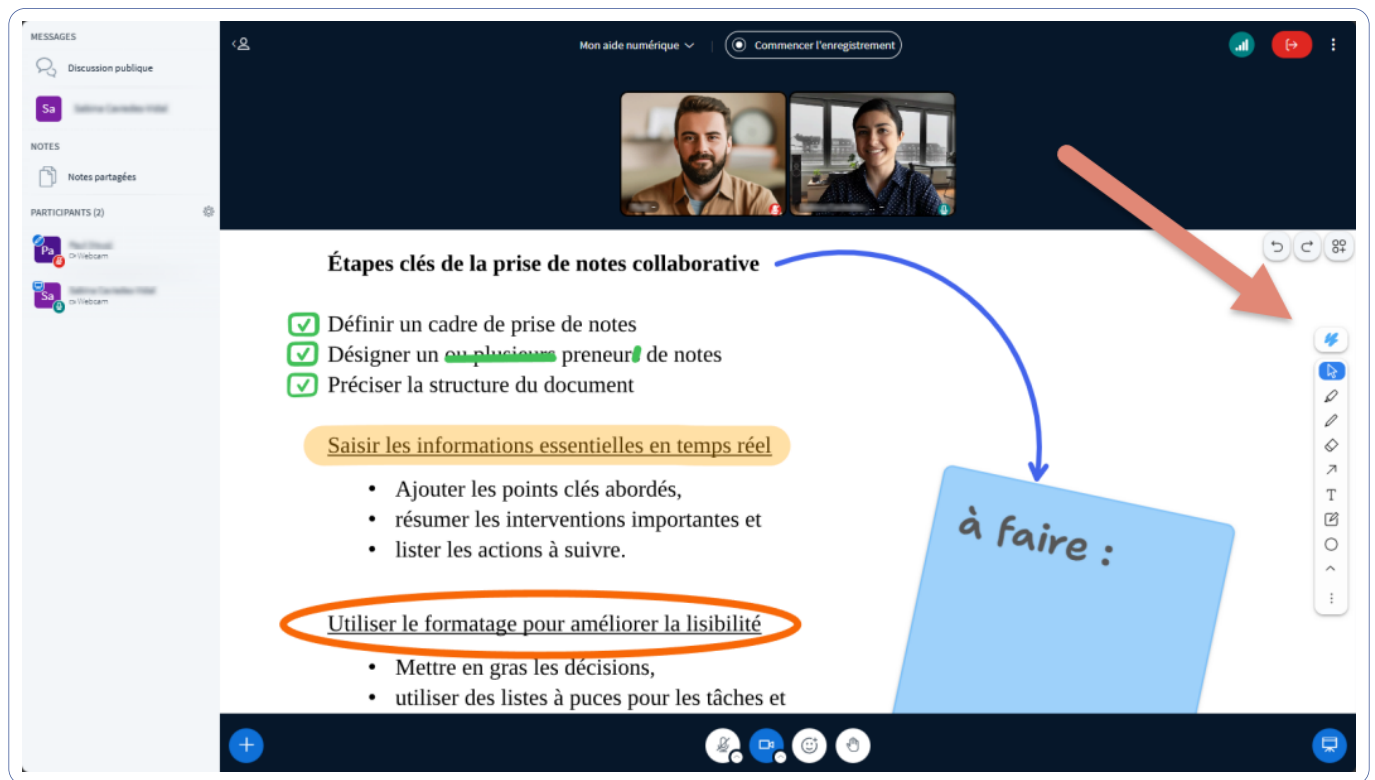 MESSAGES
Discussion publique
Sa
NOTES
Notes partagées
PARTICIPANTS (2)
Pa
Webcam
Sa
Webcam
Mon aide numérique
Commencer l'enregistrement
Étapes clés de la prise de notes collaborative
Définir un cadre de prise de notes
Désigner un ou plusieurs preneur de notes
Préciser la structure du document
Saisir les informations essentielles en temps réel
• Ajouter les points clés abordés,
• résumer les interventions importantes et
• lister les actions à suivre.
Utiliser le formatage pour améliorer la lisibilité
• Mettre en gras les décisions,
• utiliser des listes à puces pour les tâches et
à faire :
T